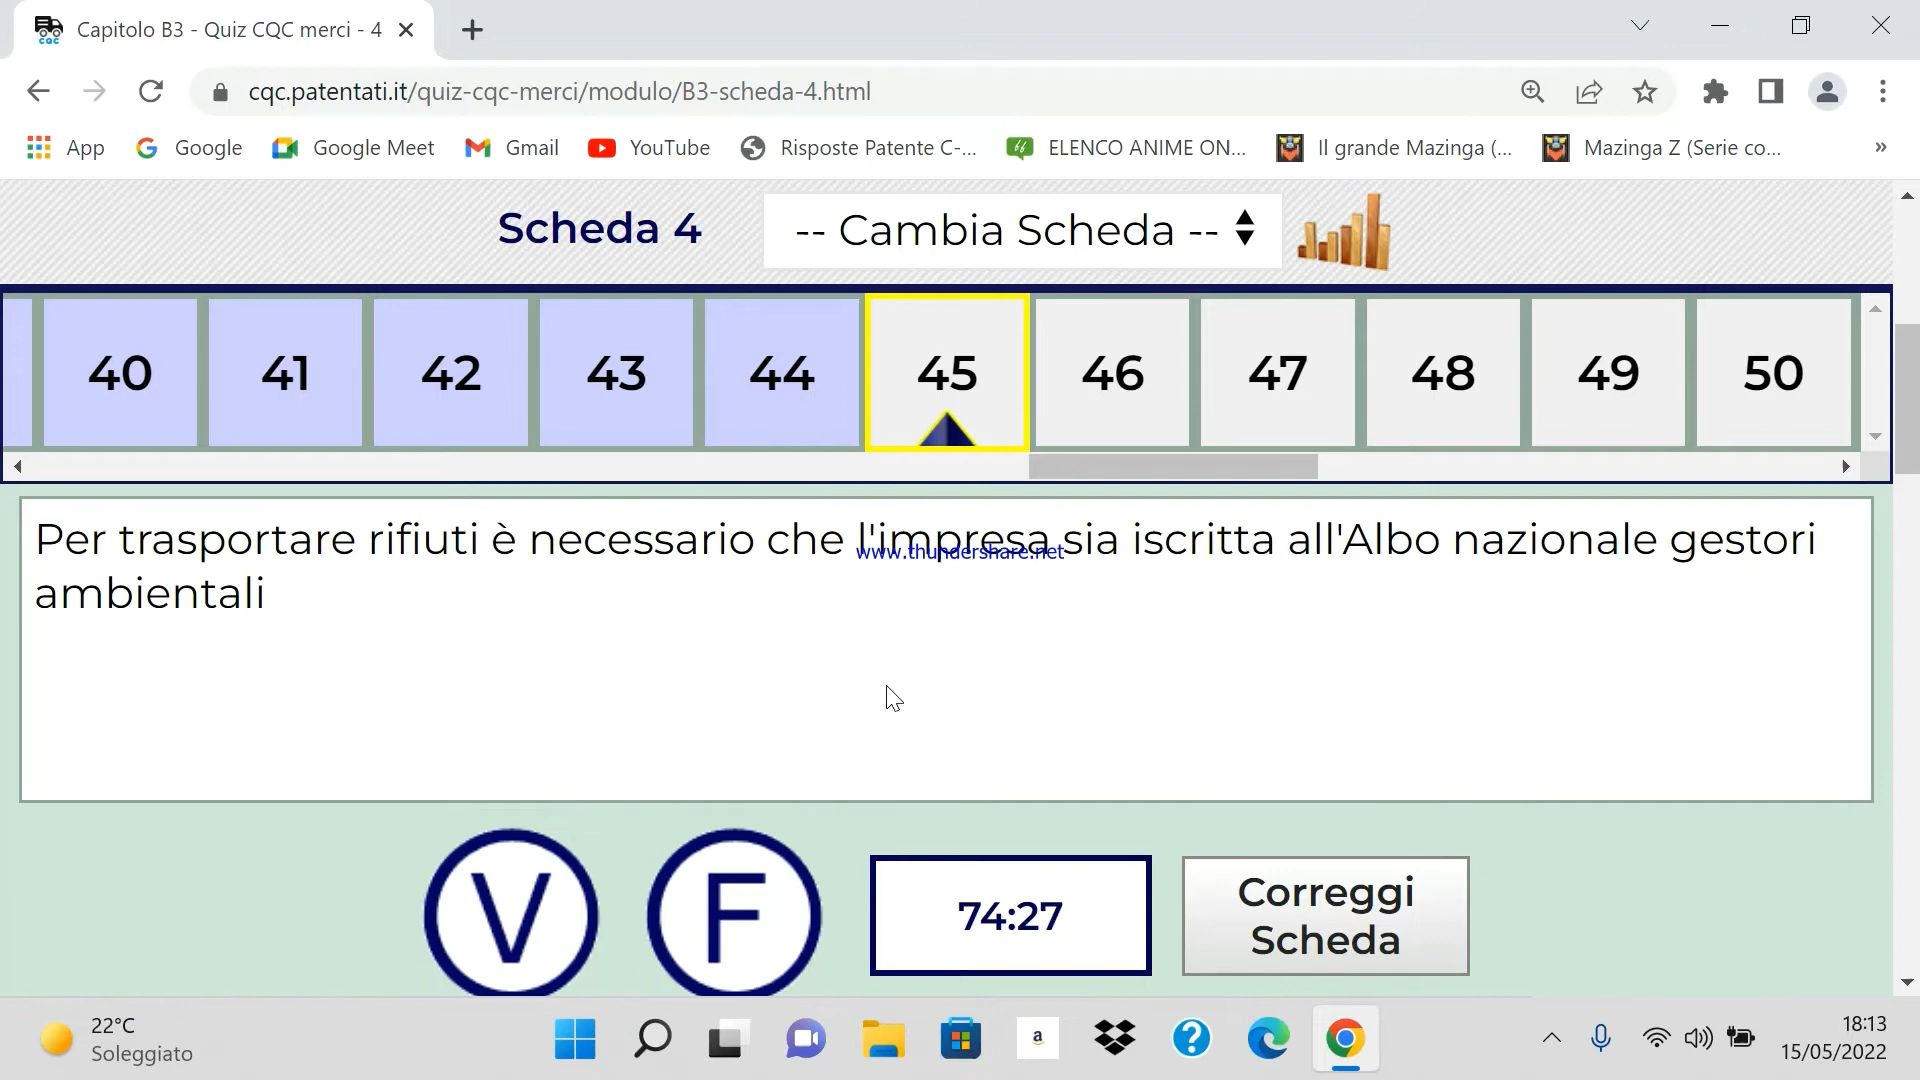 Capitolo B3 - Quiz CQC merci - 4
cqc.patentati.it/quiz-cqc-merci/modulo/B3-scheda-4.html
App
Google
Google Meet
Gmail
YouTube
Risposte Patente C-...
ELENCO ANIME ON...
Il grande Mazinga (...
Mazinga Z (Serie co...
»
Scheda 4
-- Cambia Scheda --
40 41 42 43 44 45 46 47 48 49 50
Per trasportare rifiuti è necessario che l'impresa sia iscritta all'Albo nazionale gestori
www.thundershare.net
ambientali
V
F
74:27
Correggi
Scheda
22°C
Soleggiato
18:13
15/05/2022